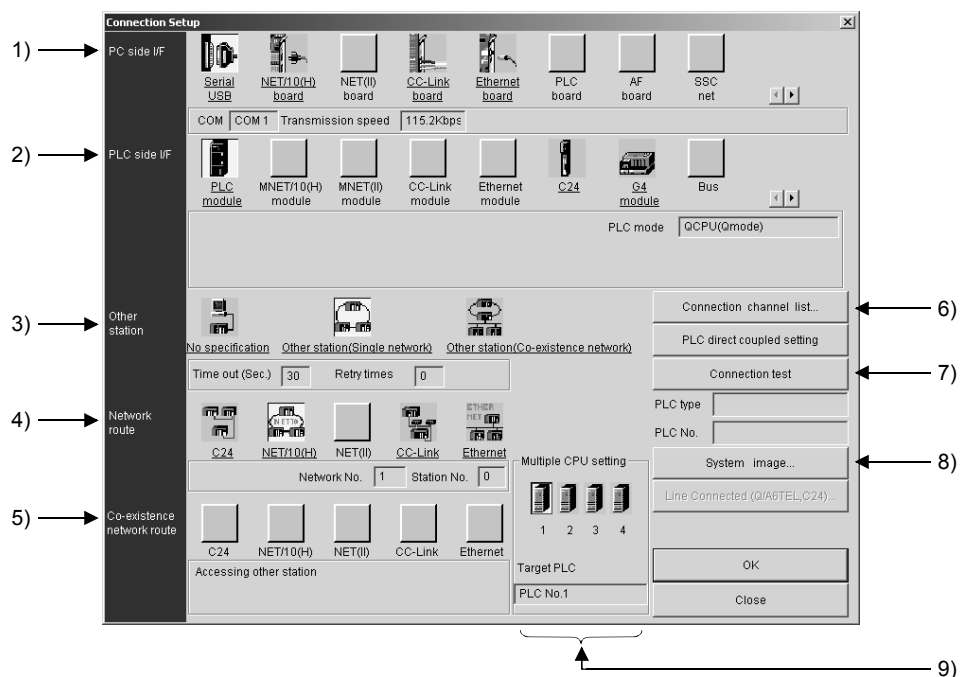 Connection Setup
1)
PC side I/F
Serial USB
NET/10(H) board
NET(II) board
CC-Link board
Ethernet board
PLC board
AF board
SSC net
COM COM 1 Transmission speed 115.2Kbps
2)
PLC side I/F
PLC module
MNET/10(H) module
MNET(II) module
CC-Link module
Ethernet module
C24
G4 module
Bus
PLC mode QCPU(Qmode)
3)
Other station
No specification
Other station(Single network)
Other station(Co-existence network)
Time out (Sec.) 30 Retry times 0
Connection channel list...
6)
PLC direct coupled setting
Connection test
7)
PLC type
PLC No.
4)
Network route
C24
NET/10(H)
NET(II)
CC-Link
Ethernet
Network No. 1 Station No. 0
Multiple CPU setting
1 2 3 4
Target PLC
PLC No.1
System image...
8)
Line Connected (Q/A6TEL,C24)...
5)
Co-existence network route
C24
NET/10(H)
NET(II)
CC-Link
Ethernet
Accessing other station
OK
Close
9)